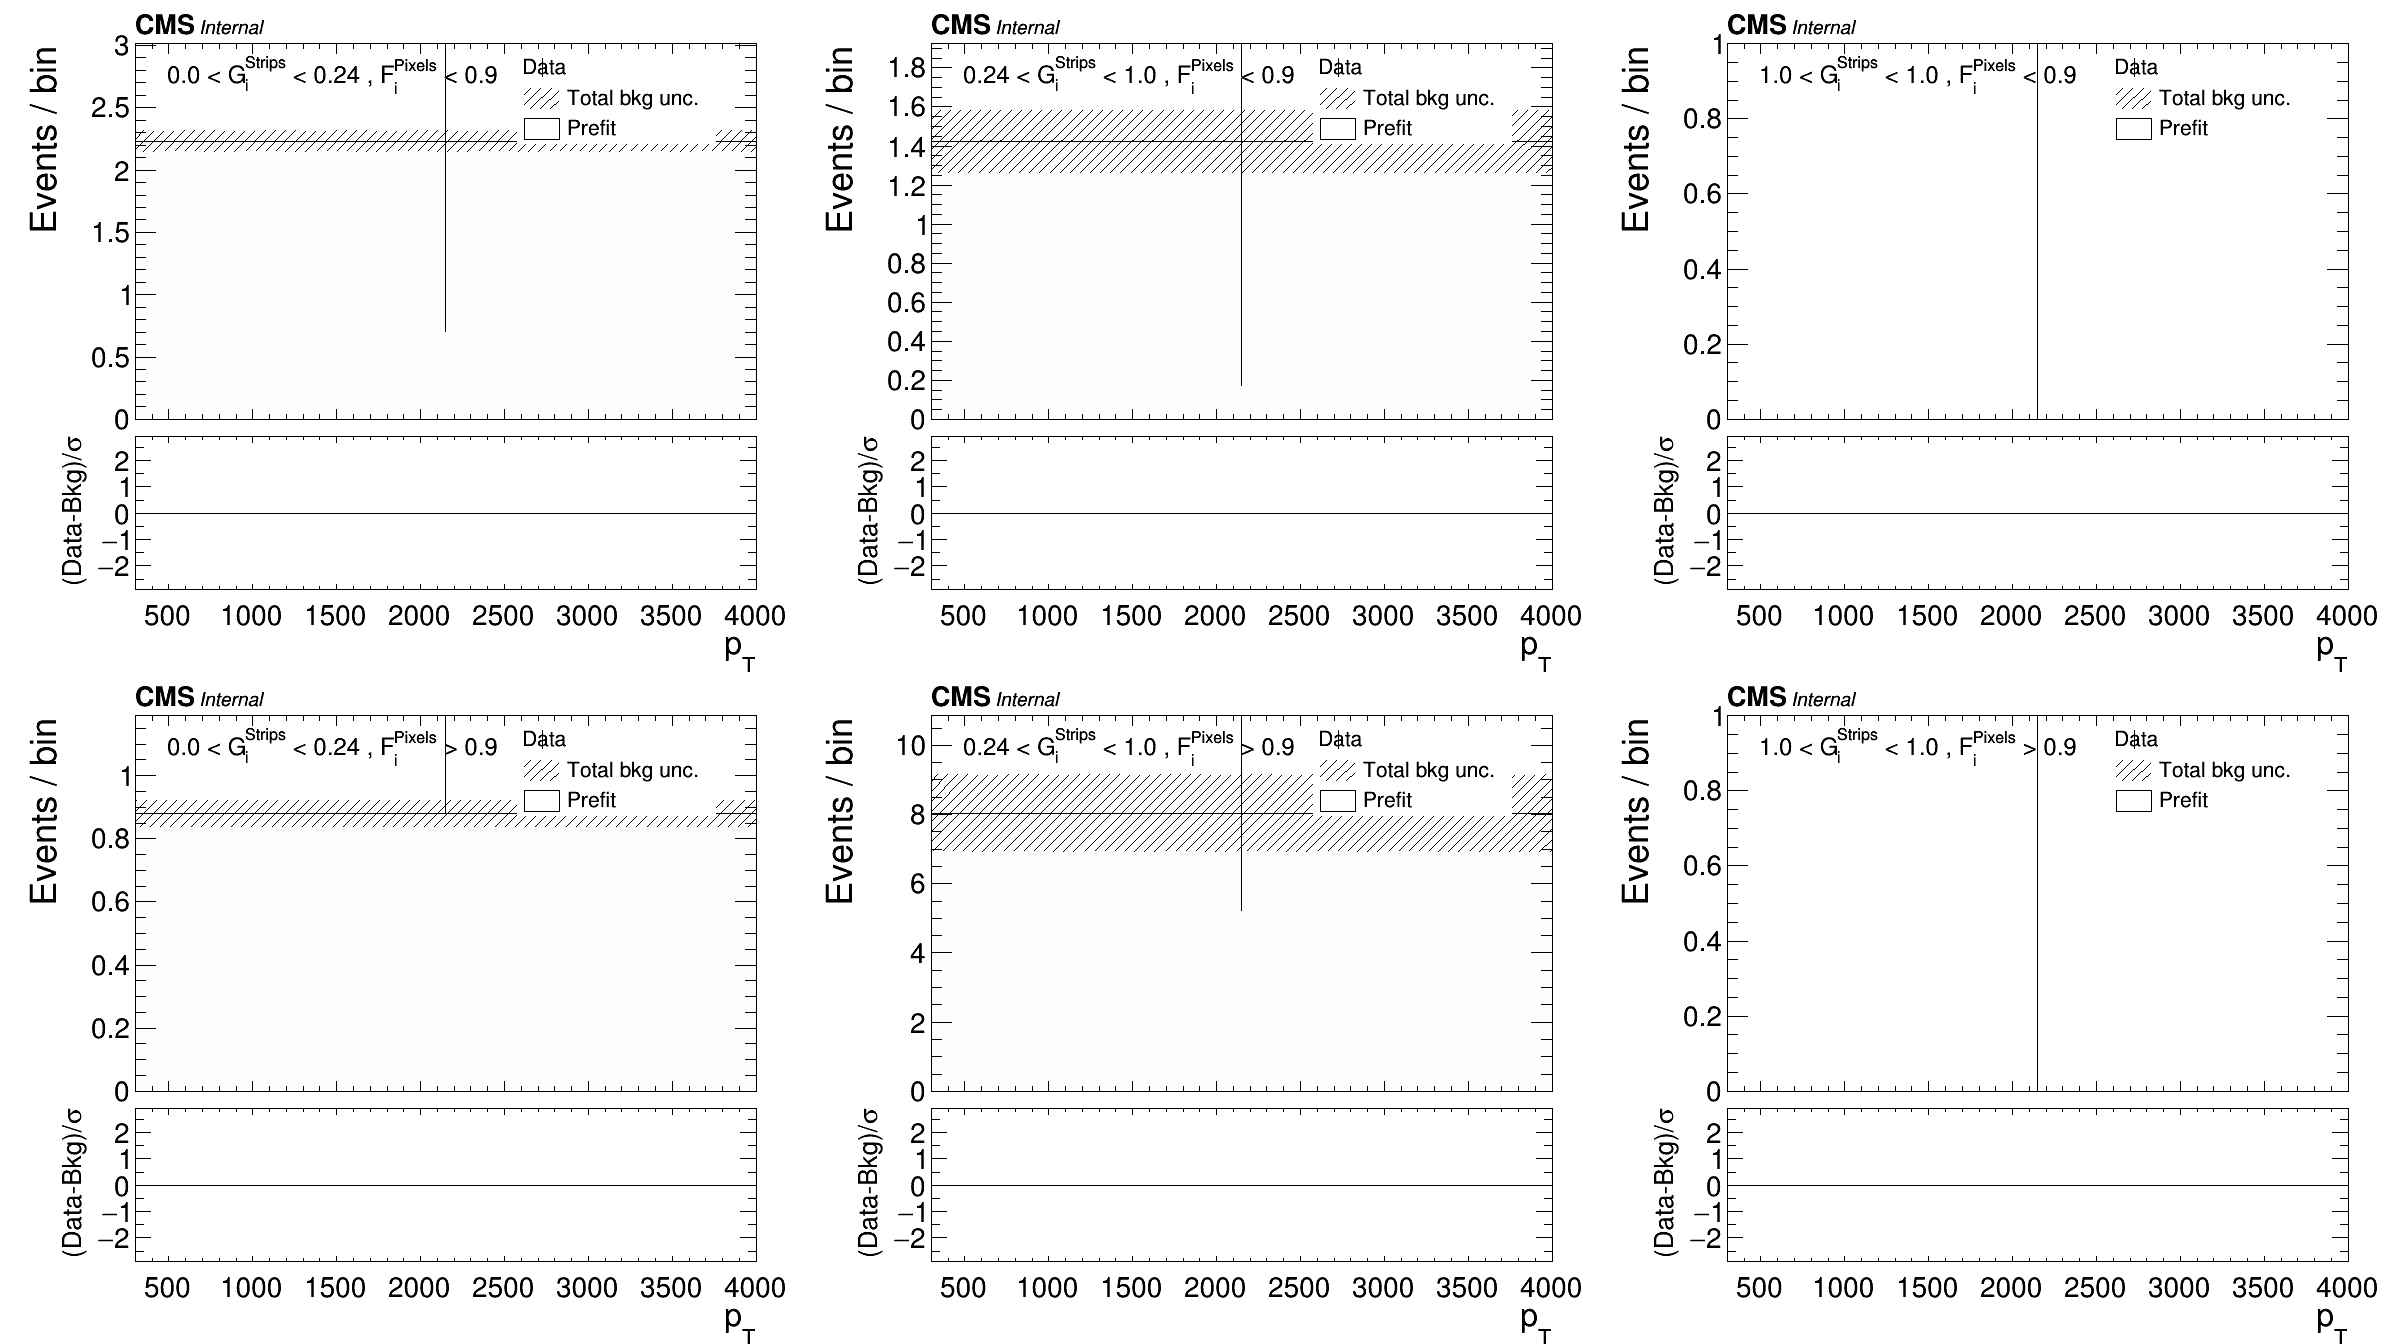 CMS Internal
0.0 < G_i^Strips < 0.24 , F_i^Pixels < 0.9
Data
Total bkg unc.
Prefit
Events / bin
3
2.5
2
1.5
1
0.5
0
(Data-Bkg)/σ
2
1
0
−1
−2
500 1000 1500 2000 2500 3000 3500 4000
p_T
CMS Internal
0.24 < G_i^Strips < 1.0 , F_i^Pixels < 0.9
Data
Total bkg unc.
Prefit
Events / bin
1.8
1.6
1.4
1.2
1
0.8
0.6
0.4
0.2
0
(Data-Bkg)/σ
2
1
0
−1
−2
500 1000 1500 2000 2500 3000 3500 4000
p_T
CMS Internal
1.0 < G_i^Strips < 1.0 , F_i^Pixels < 0.9
Data
Total bkg unc.
Prefit
Events / bin
1
0.8
0.6
0.4
0.2
0
(Data-Bkg)/σ
2
1
0
−1
−2
500 1000 1500 2000 2500 3000 3500 4000
p_T
CMS Internal
0.0 < G_i^Strips < 0.24 , F_i^Pixels > 0.9
Data
Total bkg unc.
Prefit
Events / bin
1
0.8
0.6
0.4
0.2
0
(Data-Bkg)/σ
2
1
0
−1
−2
500 1000 1500 2000 2500 3000 3500 4000
p_T
CMS Internal
0.24 < G_i^Strips < 1.0 , F_i^Pixels > 0.9
Data
Total bkg unc.
Prefit
Events / bin
10
8
6
4
2
0
(Data-Bkg)/σ
2
1
0
−1
−2
500 1000 1500 2000 2500 3000 3500 4000
p_T
CMS Internal
1.0 < G_i^Strips < 1.0 , F_i^Pixels > 0.9
Data
Total bkg unc.
Prefit
Events / bin
1
0.8
0.6
0.4
0.2
0
(Data-Bkg)/σ
2
1
0
−1
−2
500 1000 1500 2000 2500 3000 3500 4000
p_T